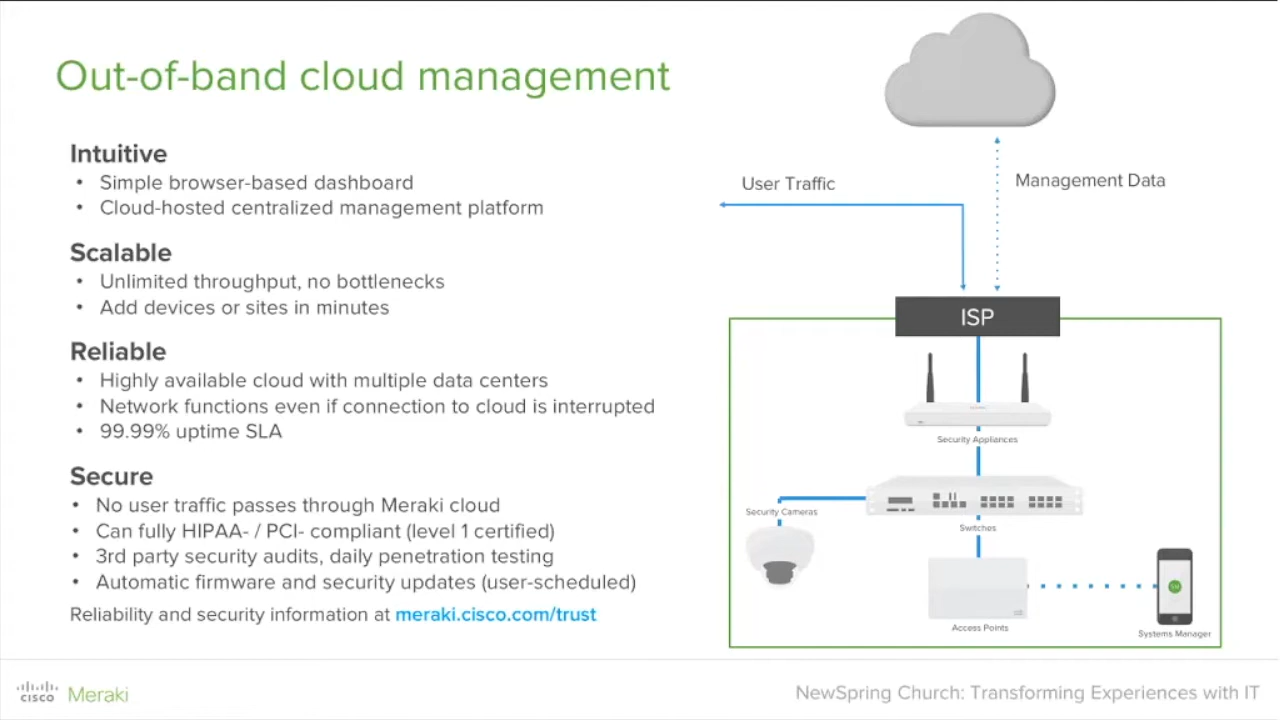 Out-of-band cloud management
Intuitive
• Simple browser-based dashboard
• Cloud-hosted centralized management platform
Scalable
• Unlimited throughput, no bottlenecks
• Add devices or sites in minutes
Reliable
• Highly available cloud with multiple data centers
• Network functions even if connection to cloud is interrupted
• 99.99% uptime SLA
Secure
• No user traffic passes through Meraki cloud
• Can fully HIPAA- / PCI- compliant (level 1 certified)
• 3rd party security audits, daily penetration testing
• Automatic firmware and security updates (user-scheduled)
Reliability and security information at meraki.cisco.com/trust
User Traffic
Management Data
ISP
Security Appliances
Security Cameras
Switches
Access Points
SM
Systems Manager
cisco Meraki
NewSpring Church: Transforming Experiences with IT